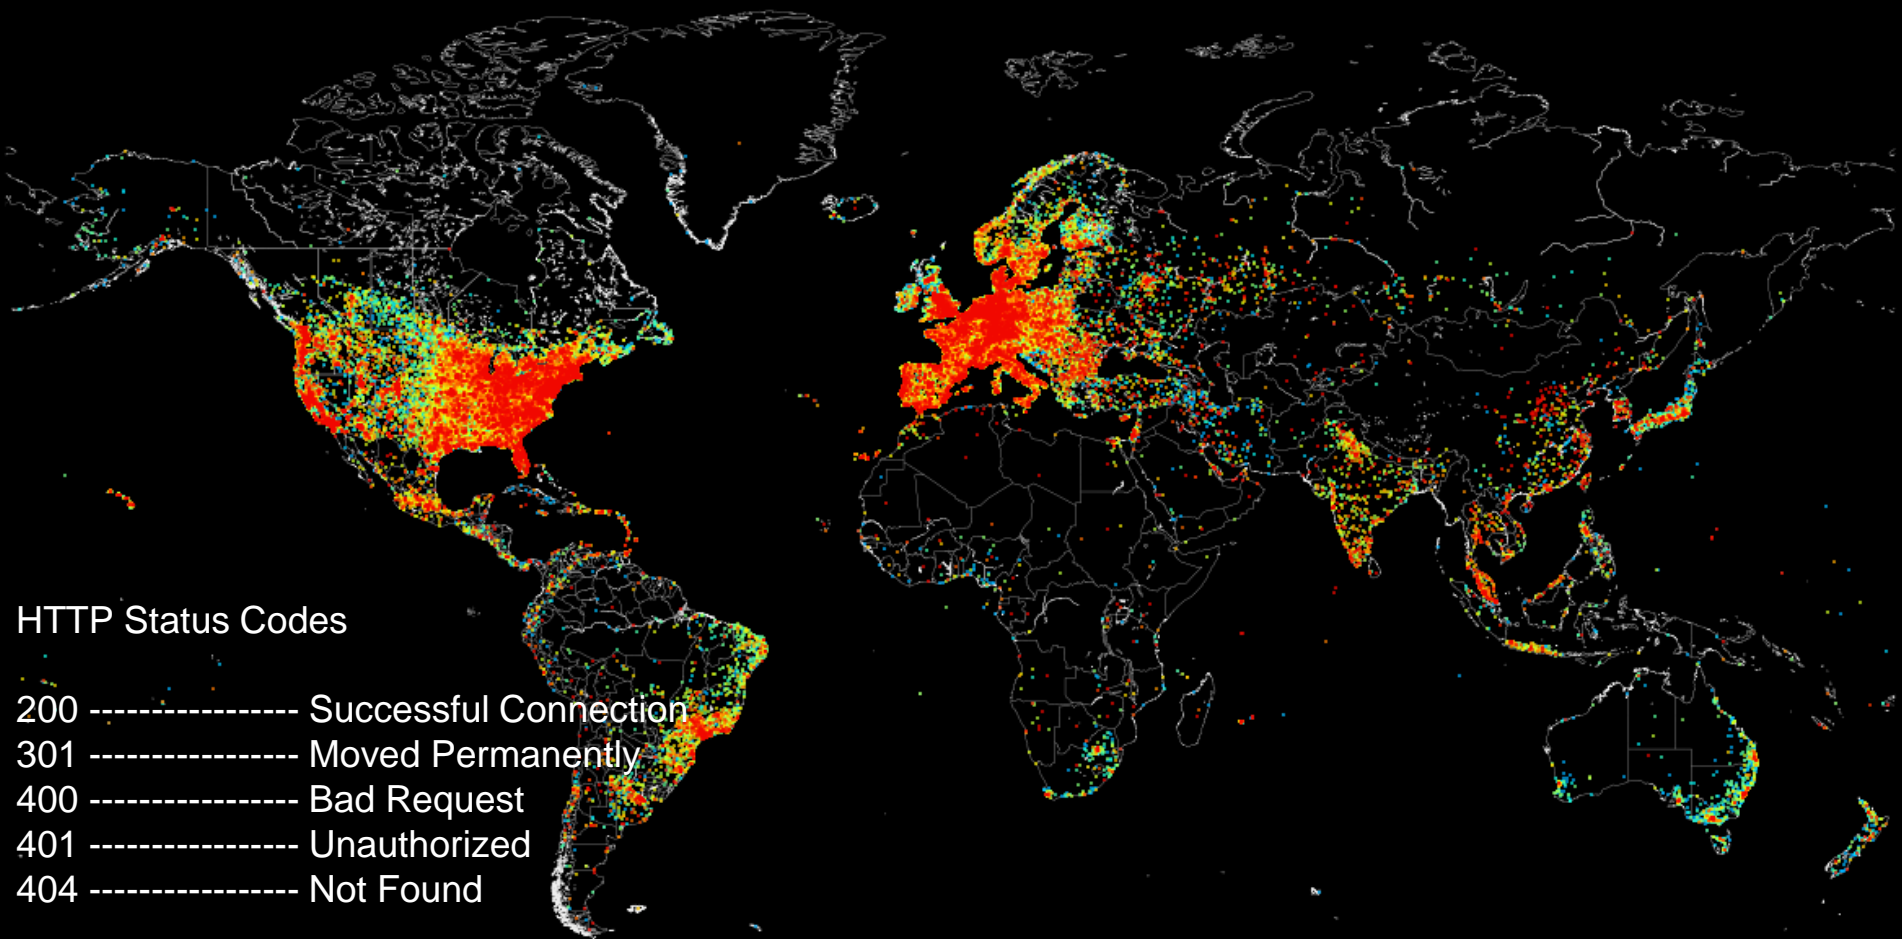 HTTP Status Codes
200 ----------------- Successful Connection
301 ----------------- Moved Permanently
400 ----------------- Bad Request
401 ----------------- Unauthorized
404 ----------------- Not Found